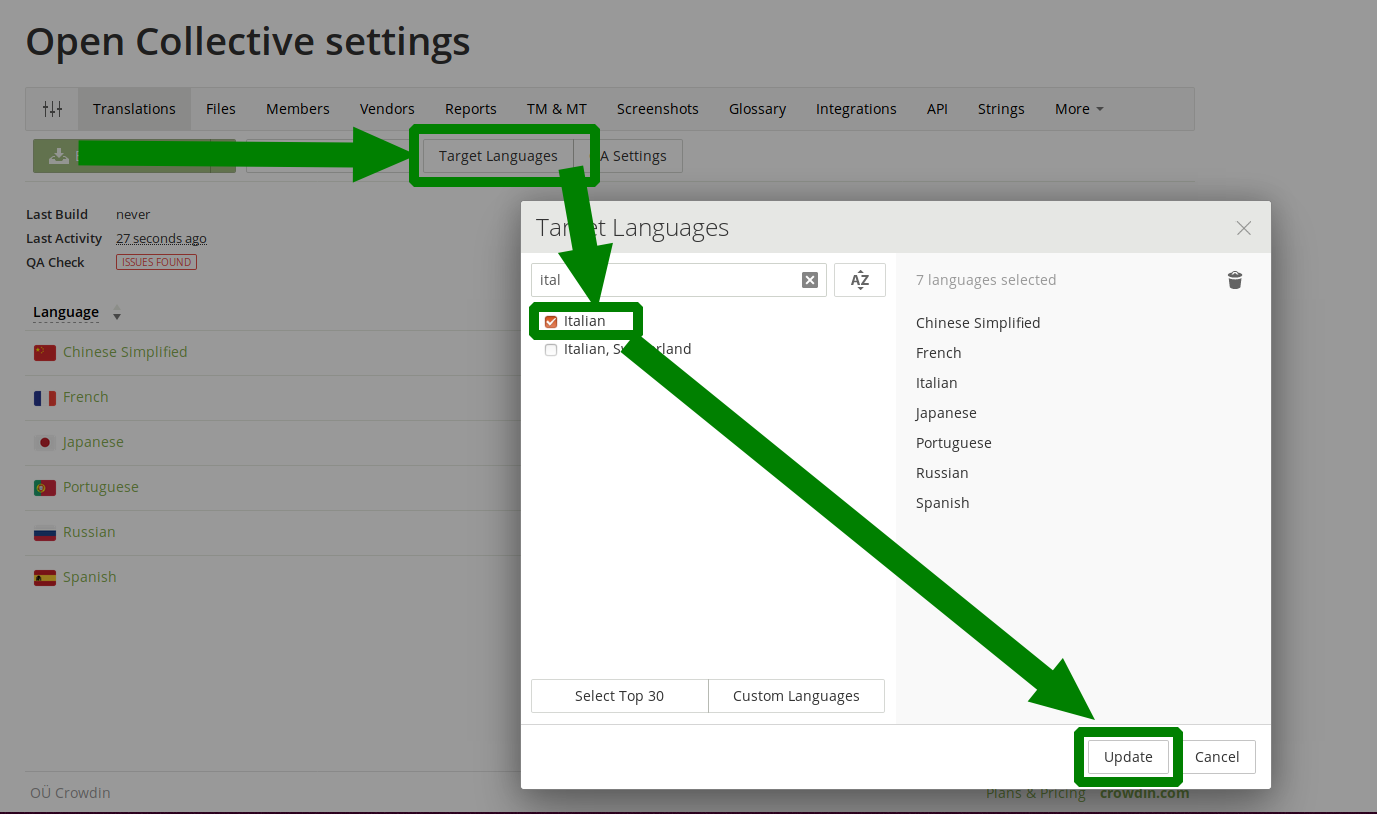 Open Collective settings
Translations Files Members Vendors Reports TM & MT Screenshots Glossary Integrations API Strings More
Target Languages A Settings
Last Build never
Last Activity 27 seconds ago
QA Check ISSUES FOUND
Language
Chinese Simplified
French
Japanese
Portuguese
Russian
Spanish
OÜ Crowdin
Target Languages
ital
AZ
Italian
Italian, Switzerland
Select Top 30 Custom Languages
7 languages selected
Chinese Simplified
French
Italian
Japanese
Portuguese
Russian
Spanish
Update Cancel
Plans & Pricing crowdin.com